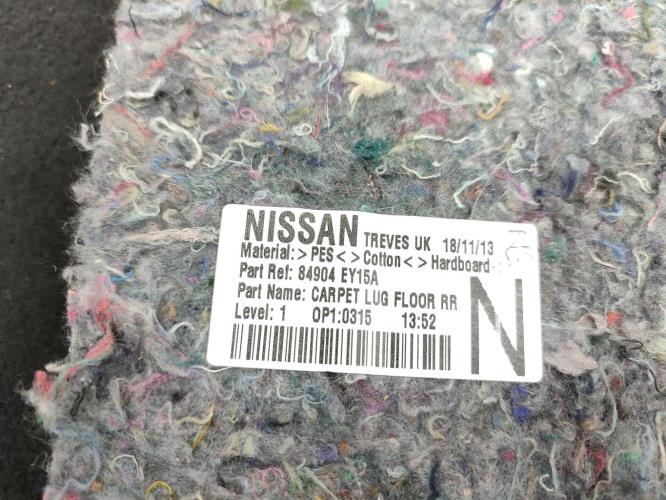 NISSAN TREVES UK 18/11/13
Material: > PES < > Cotton < > Hardboard
Part Ref: 84904 EY15A
Part Name: CARPET LUG FLOOR RR
Level: 1 OP1:0315 13:52
N